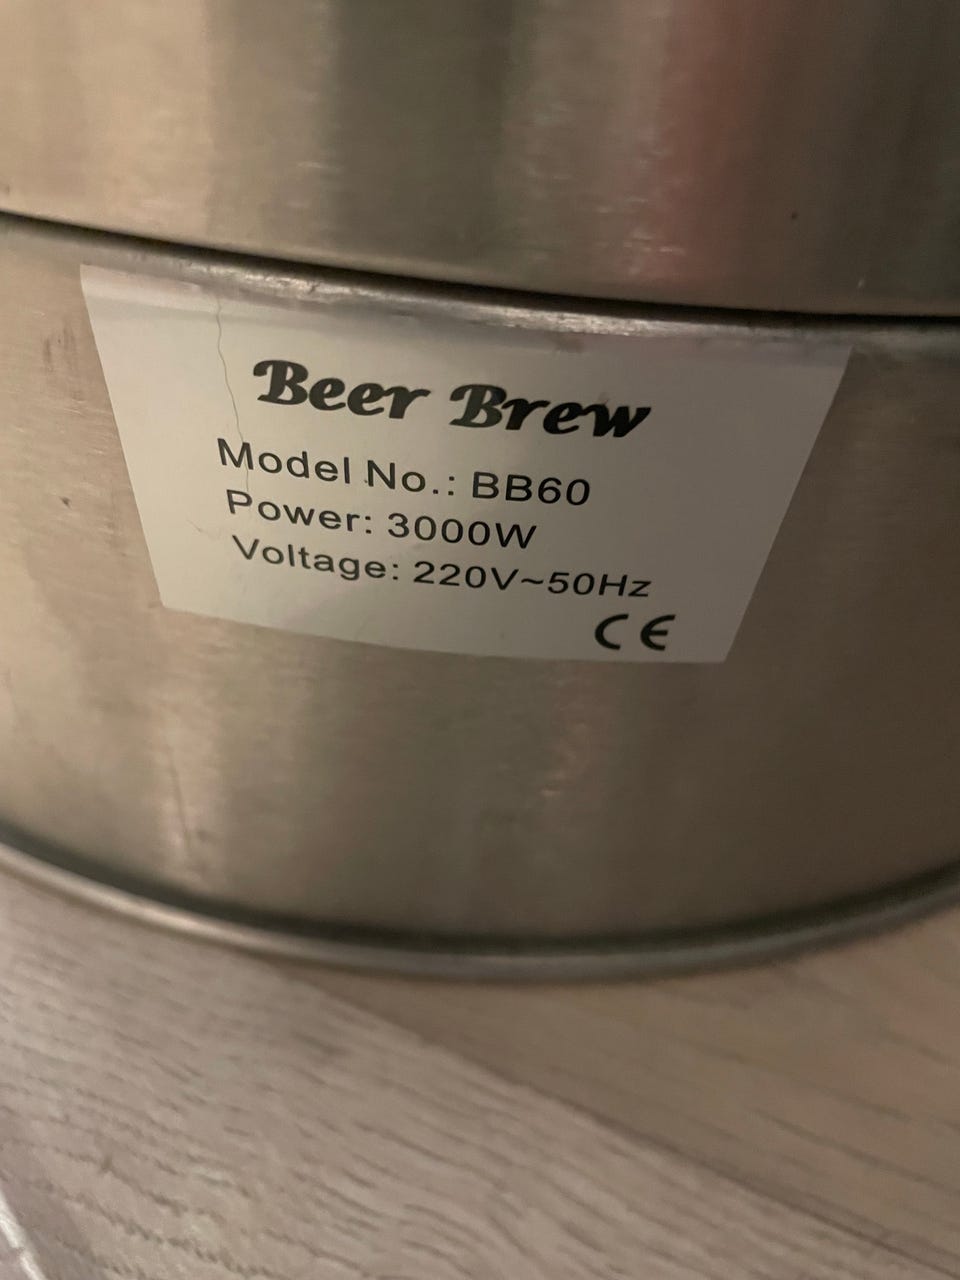 Beer Brew
Model No.: BB60
Power: 3000W
Voltage: 220V~50Hz
CE